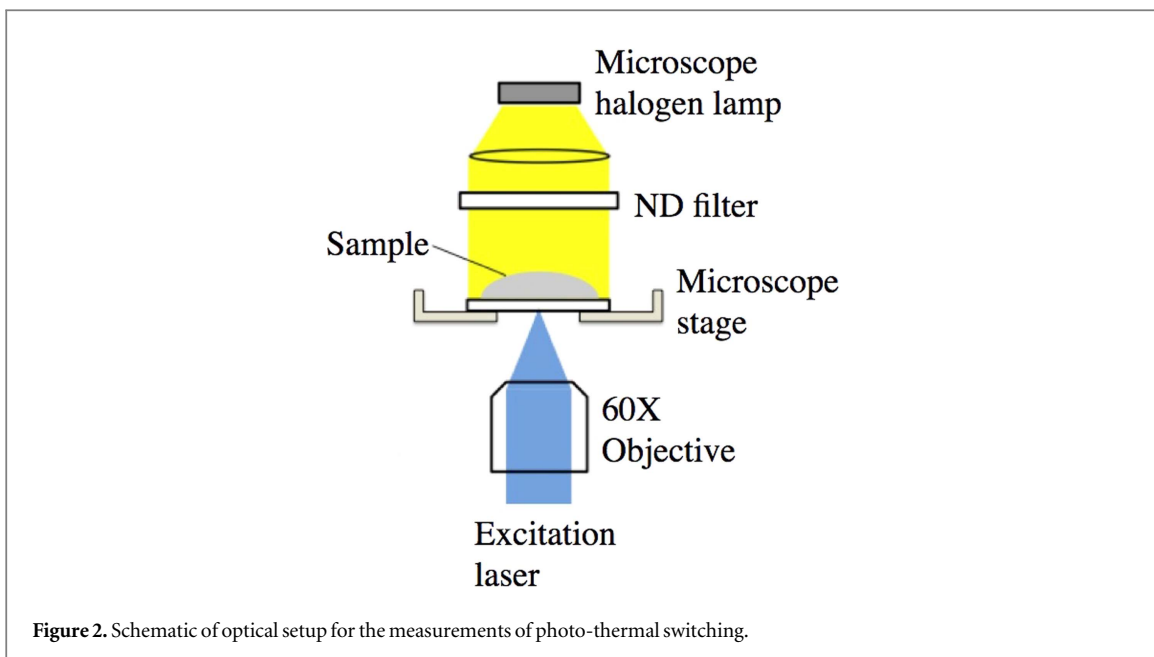 Microscope
halogen lamp
ND filter
Sample
Microscope
stage
60X
Objective
Excitation
laser
Figure 2. Schematic of optical setup for the measurements of photo-thermal switching.